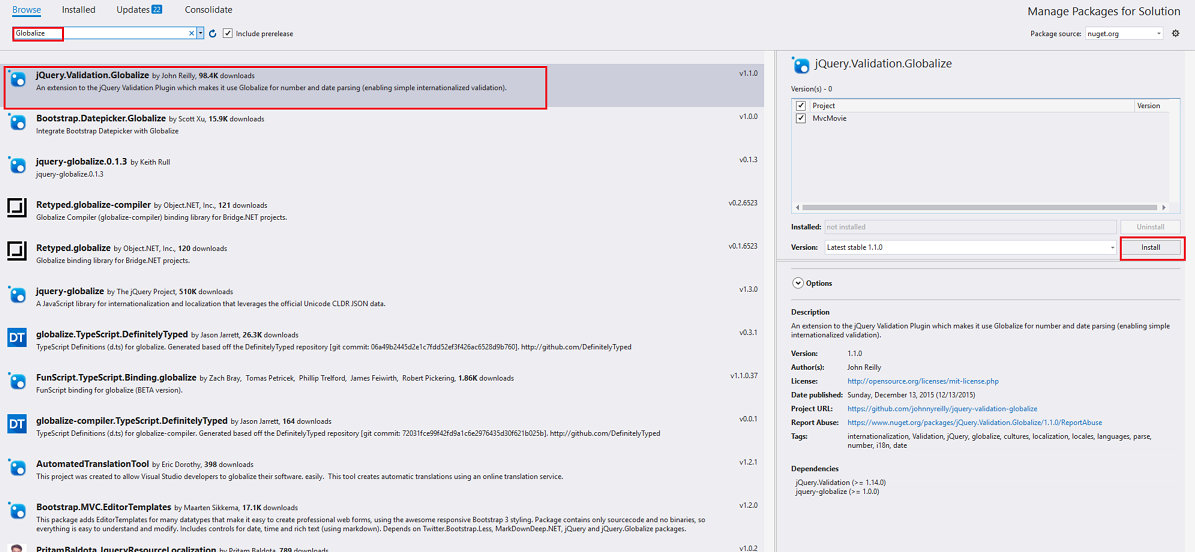 Browse Installed Updates 22 Consolidate
Manage Packages for Solution
Globalize
Include prerelease
Package source: nuget.org
jQuery.Validation.Globalize by John Reilly, 98.4K downloads v1.1.0
An extension to the jQuery Validation Plugin which makes it use Globalize for number and date parsing (enabling simple internationalized validation).
Bootstrap.Datepicker.Globalize by Scott Xu, 15.9K downloads v1.0.0
Integrate Bootstrap Datepicker with Globalize
jquery-globalize.0.1.3 by Keith Rull v0.1.3
jquery-globalize.0.1.3
Retyped.globalize-compiler by Object.NET, Inc., 121 downloads v0.2.6523
Globalize Compiler (globalize-compiler) binding library for Bridge.NET projects.
Retyped.globalize by Object.NET, Inc., 120 downloads v0.1.6523
Globalize binding library for Bridge.NET projects.
jquery-globalize by The jQuery Project, 510K downloads v1.3.0
A JavaScript library for internationalization and localization that leverages the official Unicode CLDR JSON data.
DT
globalize.TypeScript.DefinitelyTyped by Jason Jarrett, 26.3K downloads v0.3.1
TypeScript Definitions (d.ts) for globalize. Generated based off the DefinitelyTyped repository [git commit: 06a49b2445d2e1c7fdd52ef3f426ac6528d9b760]. http://github.com/DefinitelyTyped
FunScript.TypeScript.Binding.globalize by Zach Bray, Tomas Petricek, Phillip Trelford, James Feiwirth, Robert Pickering, 1.86K downloads v1.1.0.37
FunScript binding for globalize (BETA version).
DT
globalize-compiler.TypeScript.DefinitelyTyped by Jason Jarrett, 164 downloads v0.0.1
TypeScript Definitions (d.ts) for globalize-compiler. Generated based off the DefinitelyTyped repository [git commit: 72031fce99f42fd9a1c6e2976435d30f621b025b]. http://github.com/DefinitelyTyped
AutomatedTranslationTool by Eric Dorothy, 398 downloads v1.2.1
This project was created to allow Visual Studio developers to globalize their software. easily. This tool creates automatic translations using an online translation service.
Bootstrap.MVC.EditorTemplates by Maarten Sikkema, 17.1K downloads v1.2.0
This package adds EditorTemplates for many datatypes that make it easy to create professional web forms, using the awesome responsive Bootstrap 3 styling. Package contains only sourcecode and no binaries, so
everything is easy to understand and modify. Includes controls for date, time and rich text (using markdown). Depends on Twitter.Bootstrap.Less, MarkDownDeep.NET, jQuery and jQuery.Globalize packages.
PritamBaldota.JqueryResourceLocalization by Pritam Baldota, 789 downloads v1.0.2
jQuery.Validation.Globalize
Version(s) - 0
Project Version
MvcMovie
Installed: not installed Uninstall
Version: Latest stable 1.1.0 Install
Options
Description
An extension to the jQuery Validation Plugin which makes it use Globalize for number and date parsing (enabling simple
internationalized validation).
Version: 1.1.0
Author(s): John Reilly
License: http://opensource.org/licenses/mit-license.php
Date published: Sunday, December 13, 2015 (12/13/2015)
Project URL: https://github.com/johnnyreilly/jquery-validation-globalize
Report Abuse: https://www.nuget.org/packages/jQuery.Validation.Globalize/1.1.0/ReportAbuse
Tags: internationalization, Validation, jQuery, globalize, cultures, localization, locales, languages, parse,
number, i18n, date
Dependencies
jQuery.Validation (>= 1.14.0)
jquery-globalize (>= 1.0.0)